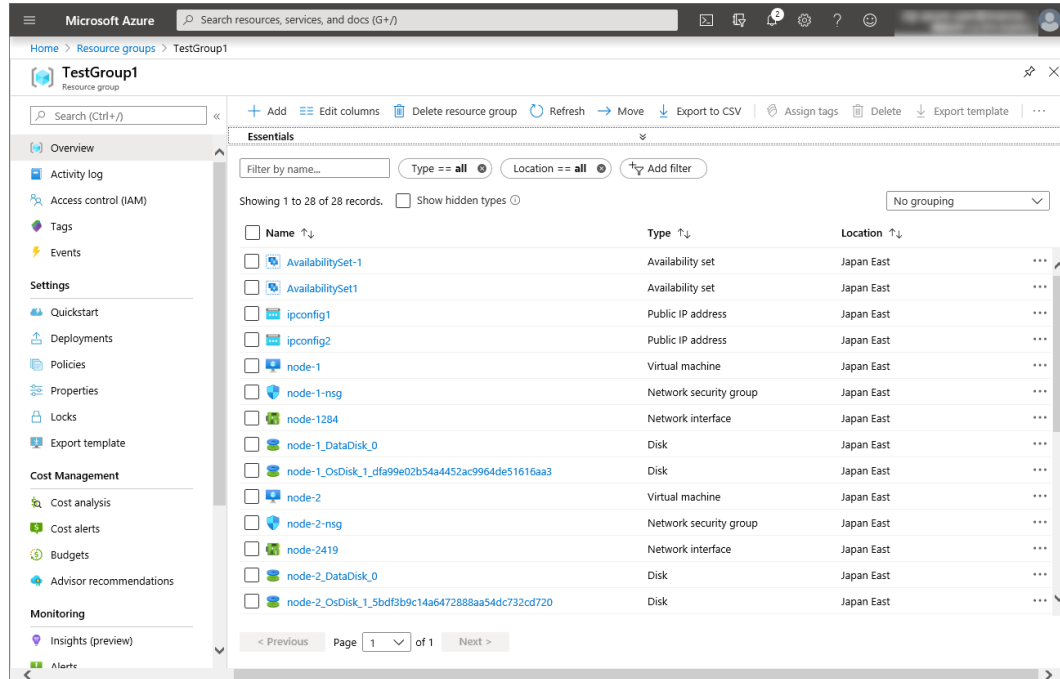 Microsoft Azure
Search resources, services, and docs (G+/)
2
Home > Resource groups > TestGroup1
TestGroup1
Resource group
Search (Ctrl+/)
«
Overview
Activity log
Access control (IAM)
Tags
Events
Settings
Quickstart
Deployments
Policies
Properties
Locks
Export template
Cost Management
Cost analysis
Cost alerts
Budgets
Advisor recommendations
Monitoring
Insights (preview)
Alerts
Add Edit columns Delete resource group Refresh Move Export to CSV Assign tags Delete Export template ...
Essentials
Filter by name... Type == all Location == all Add filter
Showing 1 to 28 of 28 records. Show hidden types No grouping
Name ↑↓ Type ↑↓ Location ↑↓
AvailabilitySet-1 Availability set Japan East ...
AvailabilitySet1 Availability set Japan East ...
ipconfig1 Public IP address Japan East ...
ipconfig2 Public IP address Japan East ...
node-1 Virtual machine Japan East ...
node-1-nsg Network security group Japan East ...
node-1284 Network interface Japan East ...
node-1_DataDisk_0 Disk Japan East ...
node-1_OsDisk_1_dfa99e02b54a4452ac9964de51616aa3 Disk Japan East ...
node-2 Virtual machine Japan East ...
node-2-nsg Network security group Japan East ...
node-2419 Network interface Japan East ...
node-2_DataDisk_0 Disk Japan East ...
node-2_OsDisk_1_5bdf3b9c14a6472888aa54dc732cd720 Disk Japan East ...
< Previous Page 1 of 1 Next >